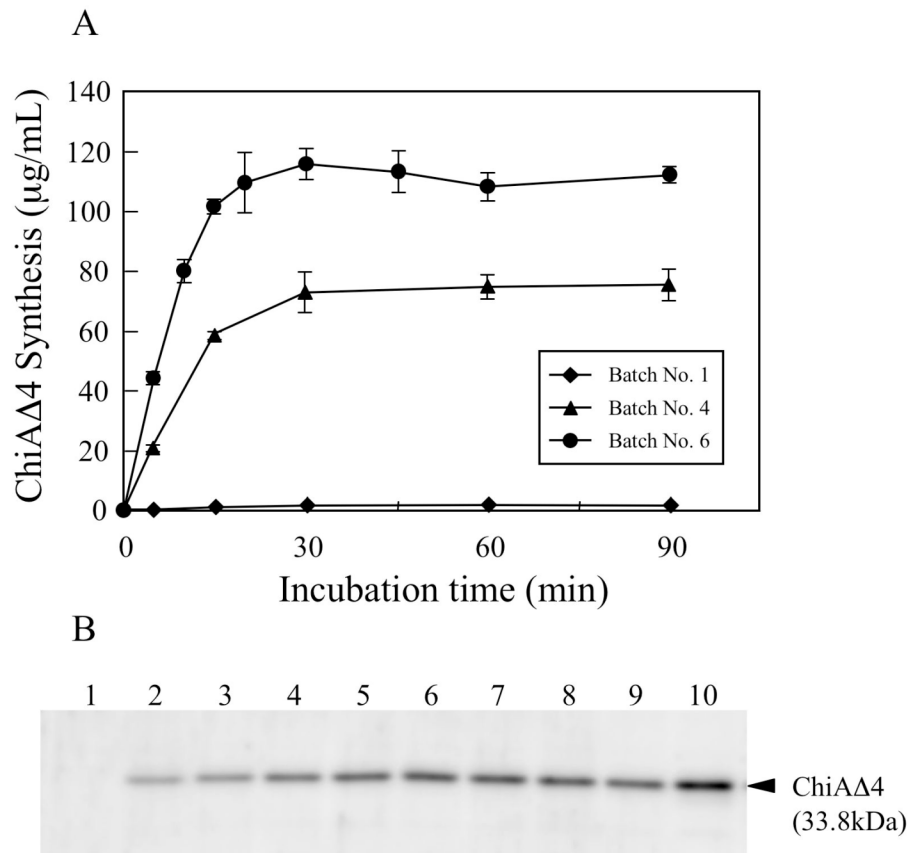 A
ChiAΔ4 Synthesis (µg/mL)
140
120
100
80
60
40
20
0
0 30 60 90
Incubation time (min)
Batch No. 1
Batch No. 4
Batch No. 6
B
1 2 3 4 5 6 7 8 9 10
ChiAΔ4
(33.8kDa)